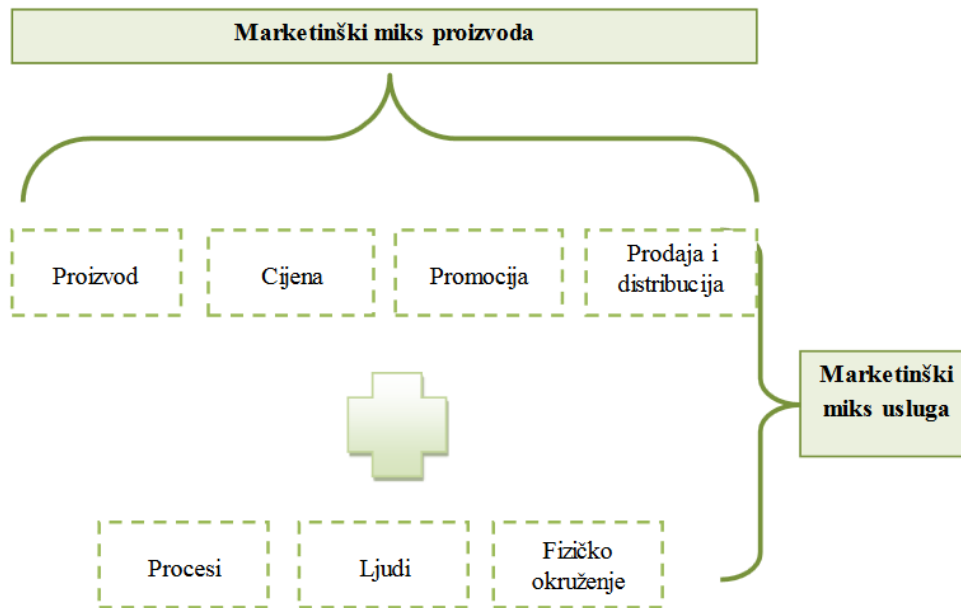 Marketinški miks proizvoda
Proizvod
Cijena
Promocija
Prodaja i
distribucija
Marketinški
miks usluga
Procesi
Ljudi
Fizičko
okruženje